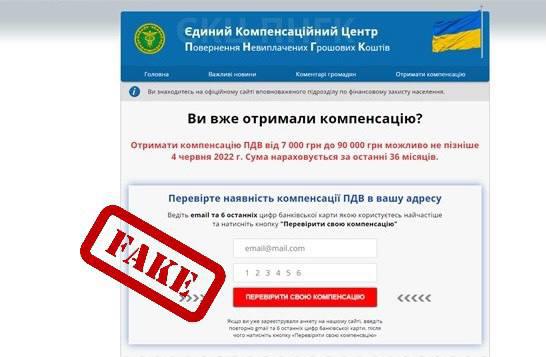 ЄКЦ ПНГК
Єдиний Компенсаційний Центр
Повернення Невиплачених Грошових Коштів
Головна Важливі новини Коментарі громадян Отримати компенсацію
Ви знаходитесь на офіційному сайті вповноваженого підрозділу по фінансовому захисту населення.
Ви вже отримали компенсацію?
Отримати компенсацію ПДВ від 7 000 грн до 90 000 грн можливо не пізніше
4 червня 2022 г. Сума нараховується за останні 36 місяців.
Перевірте наявність компенсації ПДВ в вашу адресу
Ведіть email та 6 останніх цифр банківської карти якою користуєтесь найчастіше
та натисніть кнопку "Перевірити свою компенсацію"
email@mail.com
1 2 3 4 5 6
ПЕРЕВІРИТИ СВОЮ КОМПЕНСАЦІЮ
FAKE
Якщо ви уже зареєстрували анкету на нашому сайті, введіть
повторно gmail та 6 останніх цифр банківської карти, після
чого натисніть кнопку «Перевірити свою компенсацію»